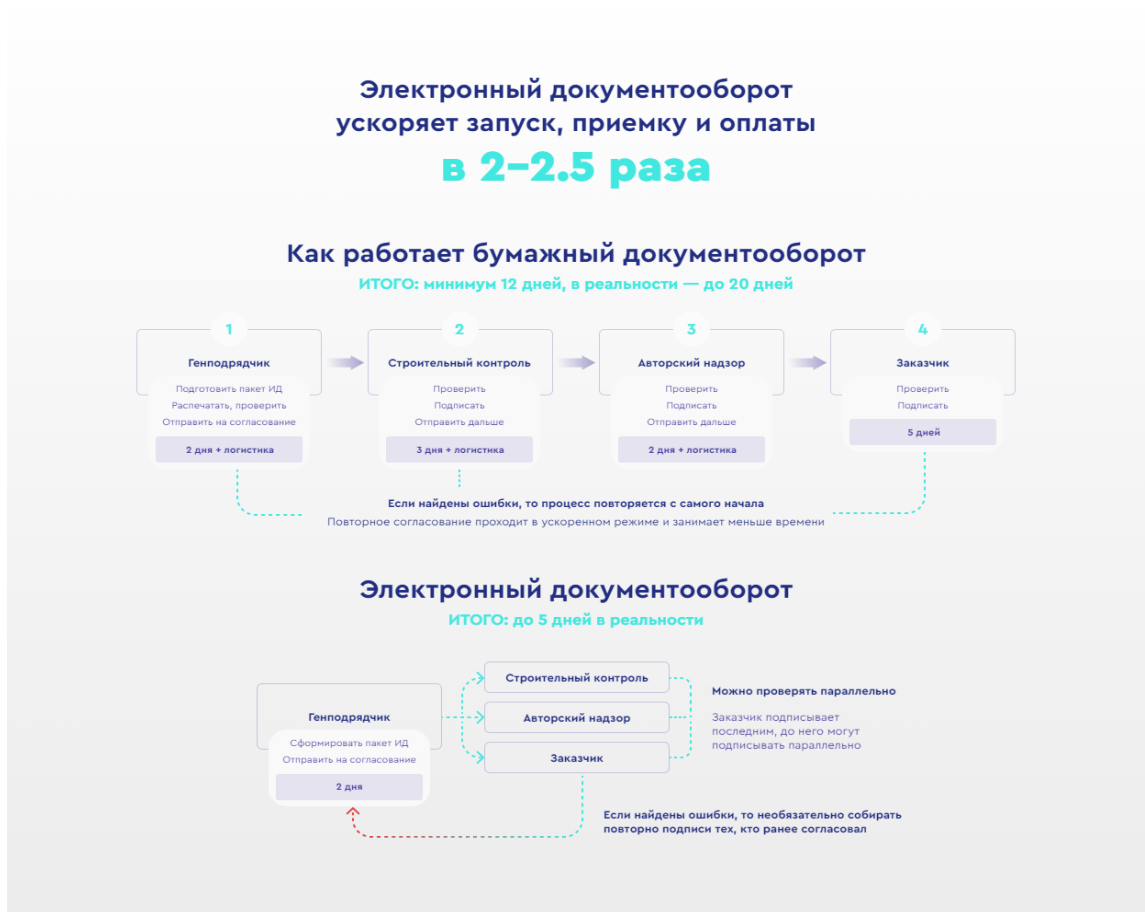 Электронный документооборот
ускоряет запуск, приемку и оплаты
в 2–2.5 раза
Как работает бумажный документооборот
ИТОГО: минимум 12 дней, в реальности — до 20 дней
1
Генподрядчик
Подготовить пакет ИД
Распечатать, проверить
Отправить на согласование
2 дня + логистика
2
Строительный контроль
Проверить
Подписать
Отправить дальше
3 дня + логистика
3
Авторский надзор
Проверить
Подписать
Отправить дальше
2 дня + логистика
4
Заказчик
Проверить
Подписать
5 дней
Если найдены ошибки, то процесс повторяется с самого начала
Повторное согласование проходит в ускоренном режиме и занимает меньше времени
Электронный документооборот
ИТОГО: до 5 дней в реальности
Генподрядчик
Сформировать пакет ИД
Отправить на согласование
2 дня
Строительный контроль
Авторский надзор
Заказчик
Можно проверять параллельно
Заказчик подписывает
последним, до него могут
подписывать параллельно
Если найдены ошибки, то необязательно собирать
повторно подписи тех, кто ранее согласовал